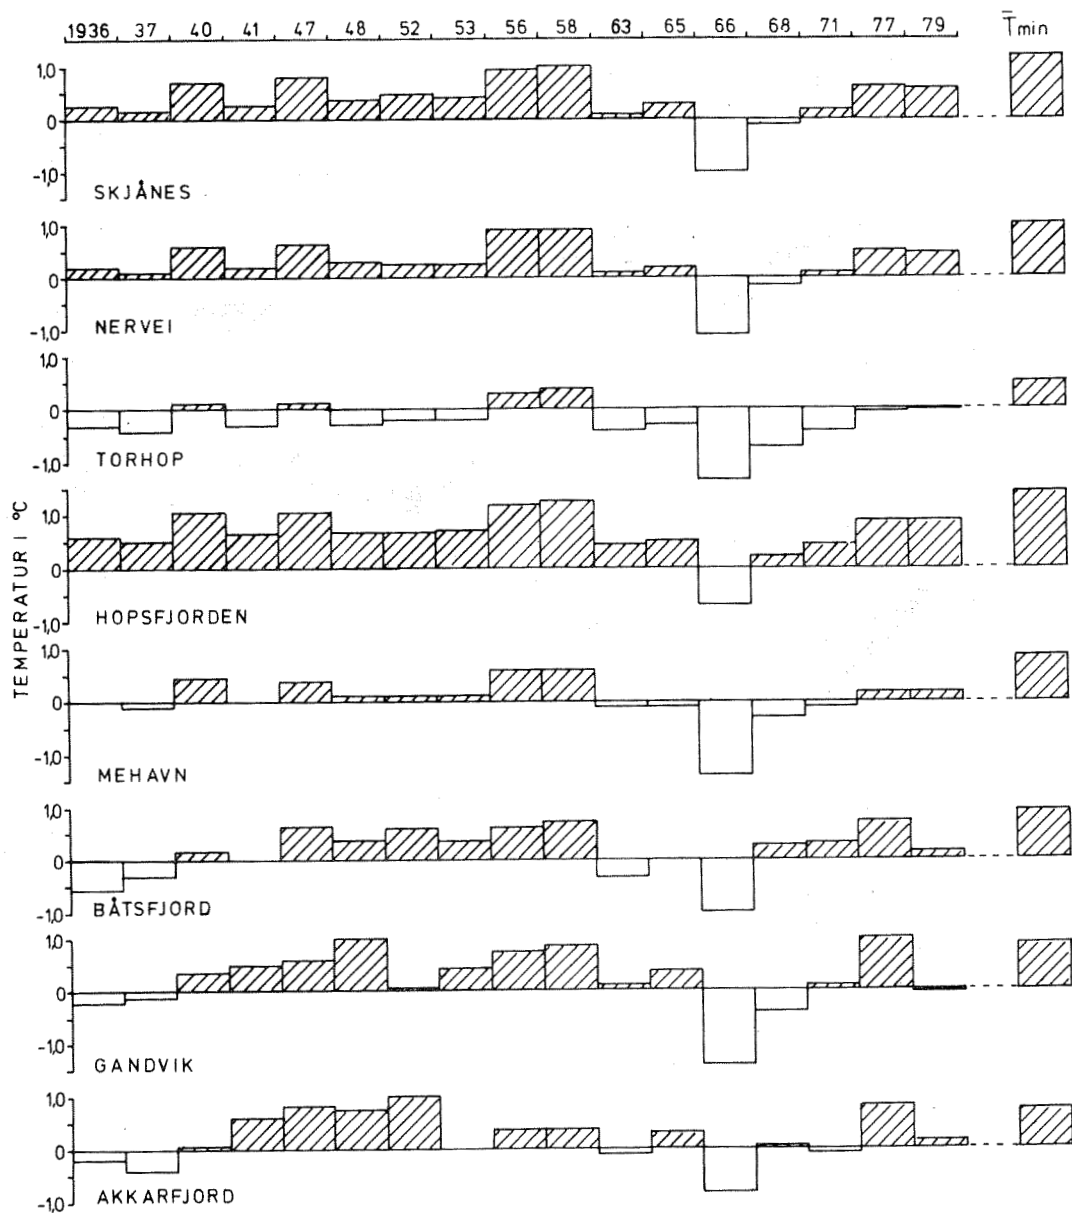 1936 37 40 41 47 48 52 53 56 58 63 65 66 68 71 77 79 T̅min
1,0
0
-1,0
SKJÅNES
1,0
0
-1,0
NERVEI
1,0
0
-1,0
TORHOP
1,0
0
-1,0
HOPSFJORDEN
TEMPERATUR I °C
1,0
0
-1,0
MEHAVN
1,0
0
-1,0
BÅTSFJORD
1,0
0
-1,0
GANDVIK
1,0
0
-1,0
AKKARFJORD